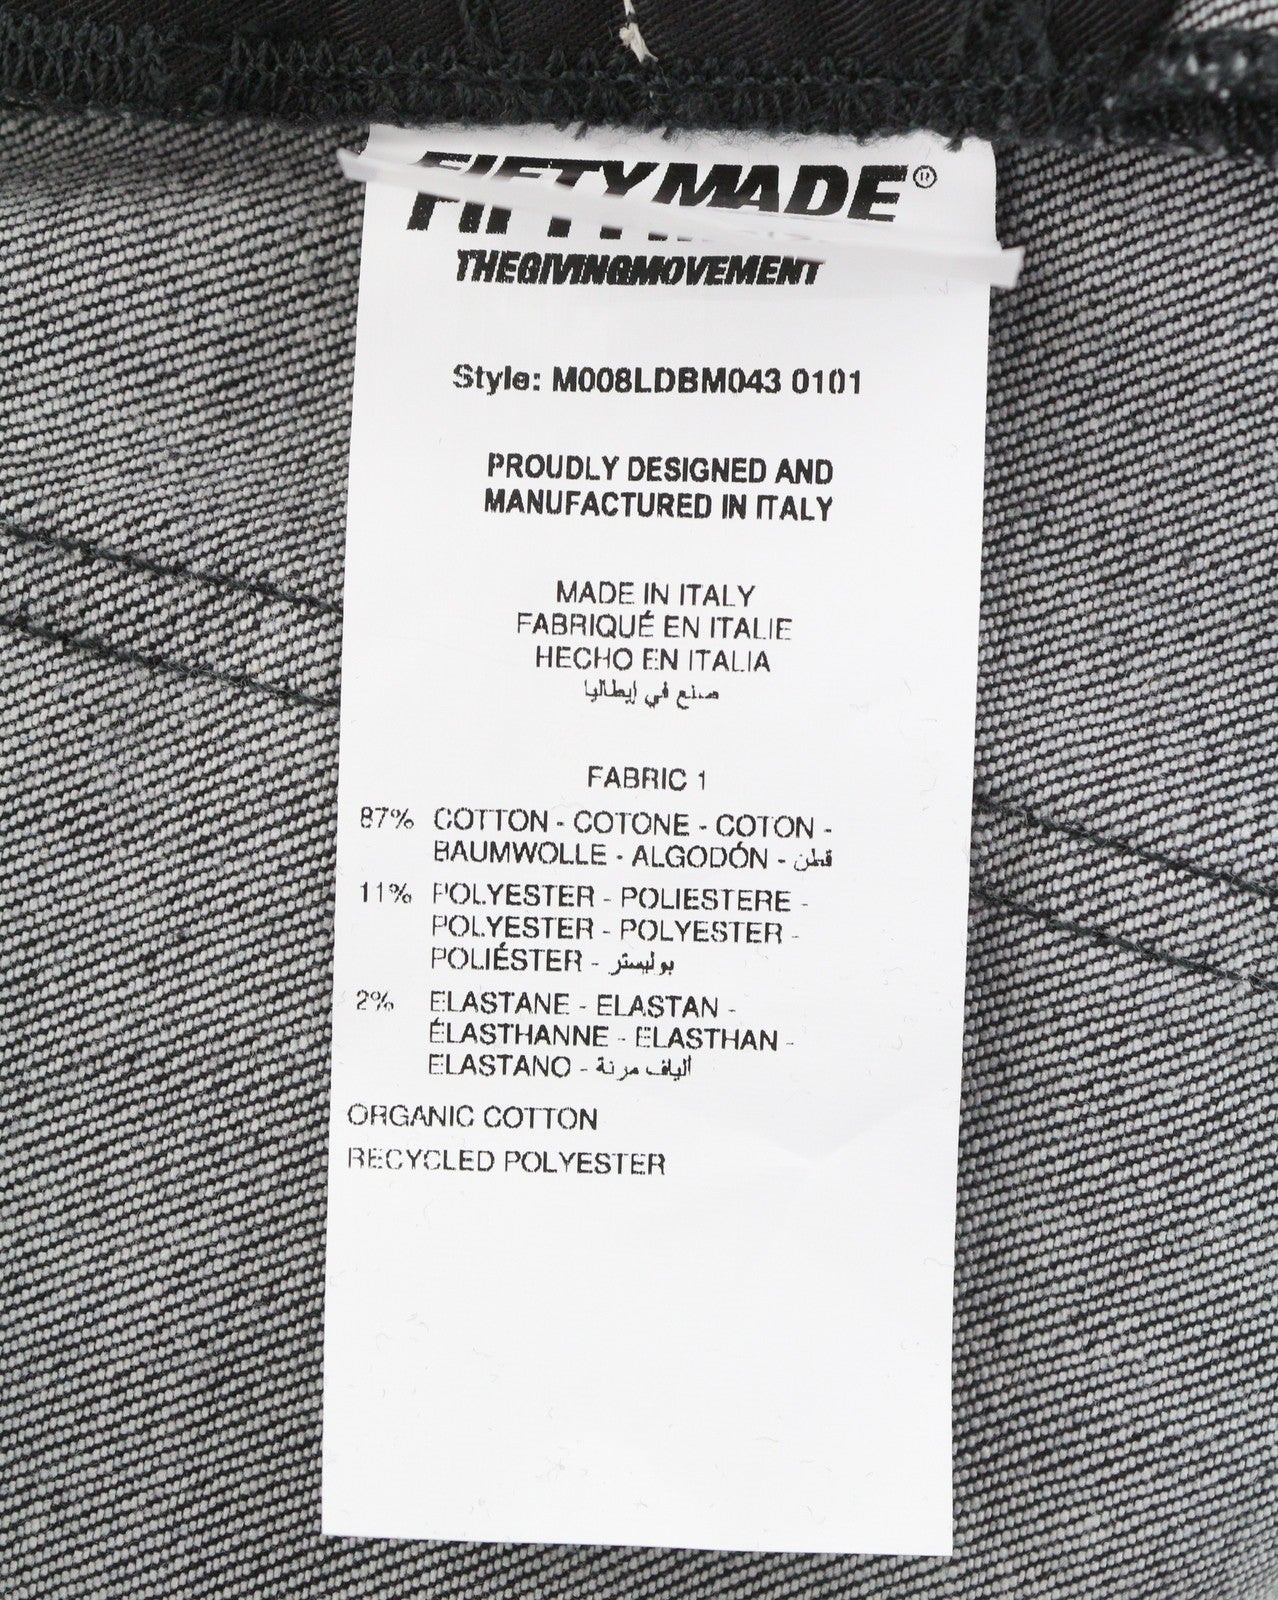 FIFTYMADE®
THEGIVINGMOVEMENT
Style: M008LDBM043 0101
PROUDLY DESIGNED AND
MANUFACTURED IN ITALY
MADE IN ITALY
FABRIQUÉ EN ITALIE
HECHO EN ITALIA
صنع في إيطاليا
FABRIC 1
87% COTTON - COTONE - COTON -
BAUMWOLLE - ALGODÓN - قطن
11% POLYESTER - POLIESTERE -
POLYESTER - POLYESTER -
POLIÉSTER - بوليستر
2% ELASTANE - ELASTAN -
ÉLASTHANNE - ELASTHAN -
ELASTANO - ألياف مرنة
ORGANIC COTTON
RECYCLED POLYESTER